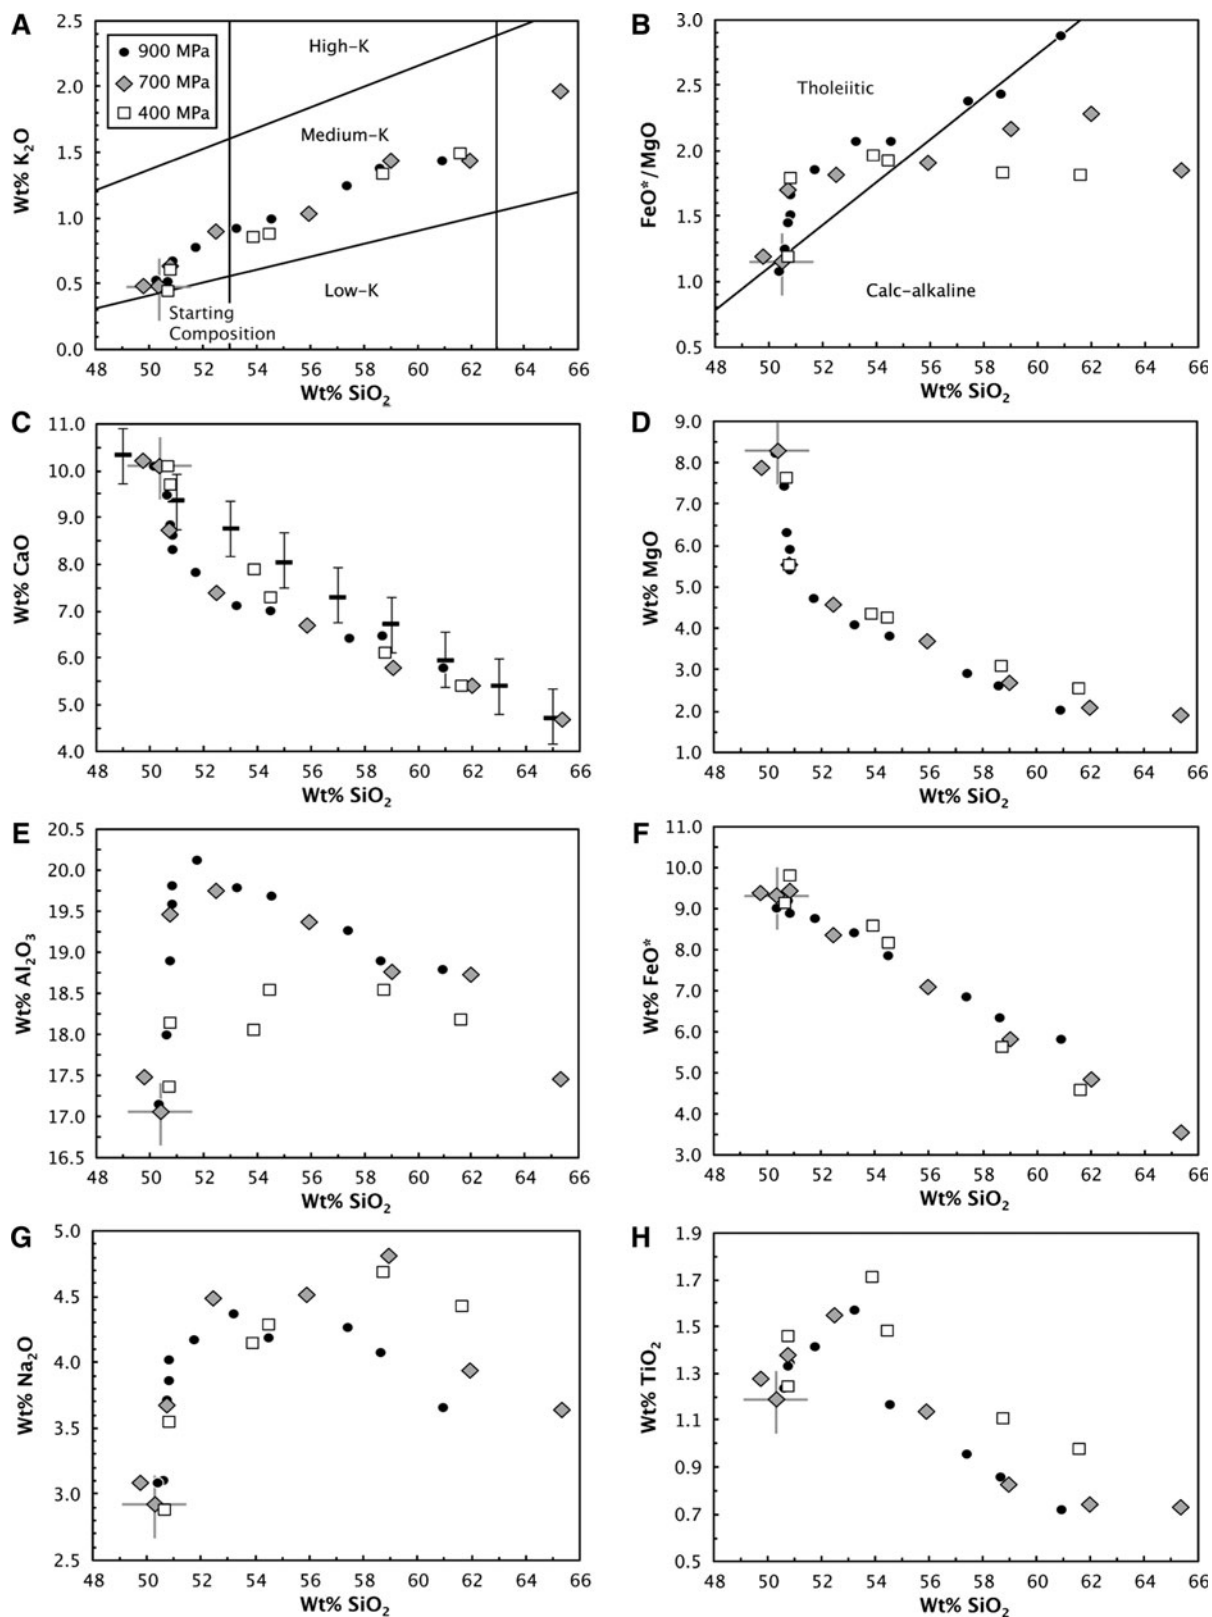 A
B
2.5
2.0
1.5
1.0
0.5
0.0
Wt% K2O
900 MPa
700 MPa
400 MPa
High-K
Medium-K
Low-K
Starting
Composition
48 50 52 54 56 58 60 62 64 66
Wt% SiO2
3.0
2.5
2.0
1.5
1.0
0.5
FeO*/MgO
Tholeiitic
Calc-alkaline
48 50 52 54 56 58 60 62 64 66
Wt% SiO2
C
D
11.0
10.0
9.0
8.0
7.0
6.0
5.0
4.0
Wt% CaO
48 50 52 54 56 58 60 62 64 66
Wt% SiO2
9.0
8.0
7.0
6.0
5.0
4.0
3.0
2.0
1.0
Wt% MgO
48 50 52 54 56 58 60 62 64 66
Wt% SiO2
E
F
20.5
20.0
19.5
19.0
18.5
18.0
17.5
17.0
16.5
Wt% Al2O3
48 50 52 54 56 58 60 62 64 66
Wt% SiO2
11.0
10.0
9.0
8.0
7.0
6.0
5.0
4.0
3.0
Wt% FeO*
48 50 52 54 56 58 60 62 64 66
Wt% SiO2
G
H
5.0
4.5
4.0
3.5
3.0
2.5
Wt% Na2O
48 50 52 54 56 58 60 62 64 66
Wt% SiO2
1.9
1.7
1.5
1.3
1.1
0.9
0.7
0.5
Wt% TiO2
48 50 52 54 56 58 60 62 64 66
Wt% SiO2